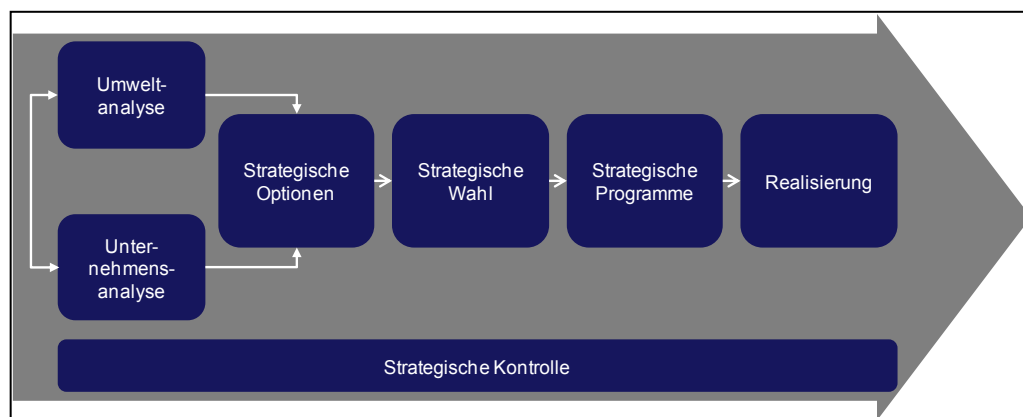 Umwelt-
analyse
Unter-
nehmens-
analyse
Strategische
Optionen
Strategische
Wahl
Strategische
Programme
Realisierung
Strategische Kontrolle